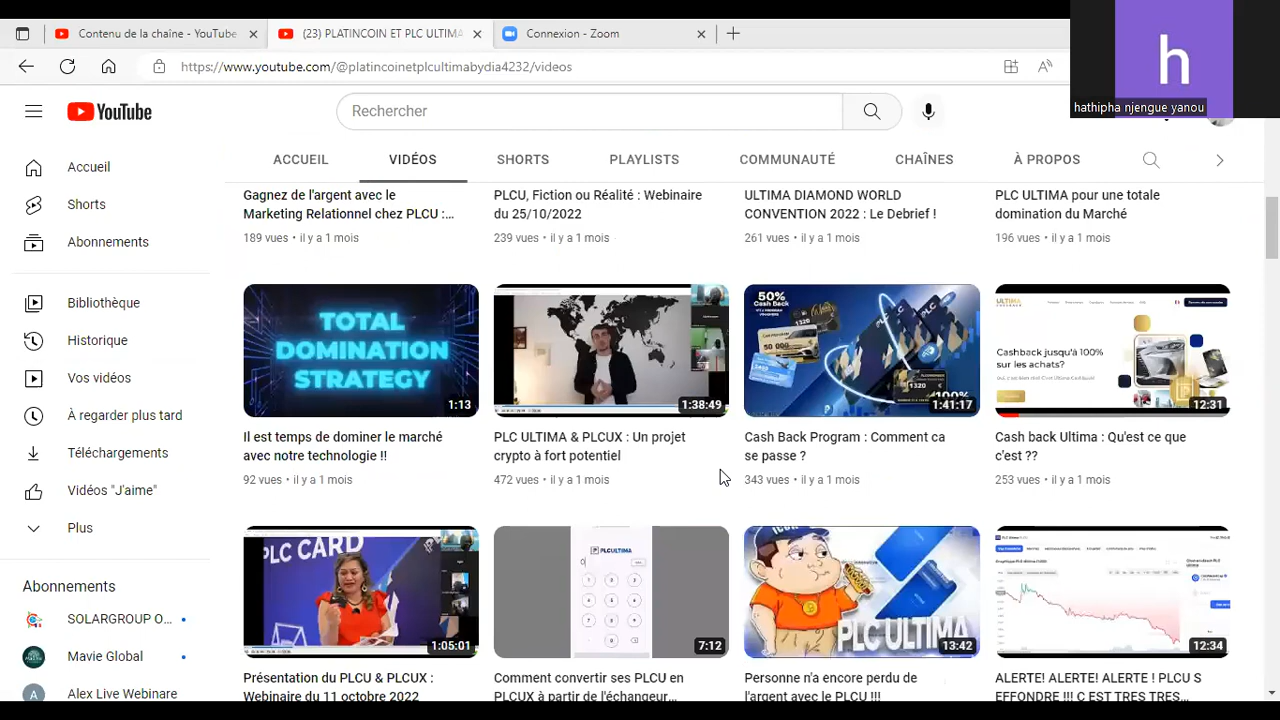 Contenu de la chaîne - YouTube
(23) PLATINCOIN ET PLC ULTIMA
Connexion - Zoom
https://www.youtube.com/@platincoinetplcultimabydia4232/videos
h
hathipha njengue yanou
YouTube
Rechercher
ACCUEIL
VIDÉOS
SHORTS
PLAYLISTS
COMMUNAUTÉ
CHAÎNES
À PROPOS
Accueil
Shorts
Abonnements
Bibliothèque
Historique
Vos vidéos
À regarder plus tard
Téléchargements
Vidéos "J'aime"
Plus
Abonnements
SOLARGROUP O...
Mavie Global
Alex Live Webinare
Gagnez de l'argent avec le
Marketing Relationnel chez PLCU :...
189 vues • il y a 1 mois
PLCU, Fiction ou Réalité : Webinaire
du 25/10/2022
239 vues • il y a 1 mois
ULTIMA DIAMOND WORLD
CONVENTION 2022 : Le Debrief !
261 vues • il y a 1 mois
PLC ULTIMA pour une totale
domination du Marché
196 vues • il y a 1 mois
TOTAL
DOMINATION
1:13
Il est temps de dominer le marché
avec notre technologie !!
92 vues • il y a 1 mois
1:38:49
PLC ULTIMA & PLCUX : Un projet
crypto à fort potentiel
472 vues • il y a 1 mois
50%
Cash Back
1:41:17
Cash Back Program : Comment ca
se passe ?
343 vues • il y a 1 mois
ULTIMA
Cashback jusqu'à 100%
sur les achats?
12:31
Cash back Ultima : Qu'est ce que
c'est ??
253 vues • il y a 1 mois
PLC CARD
1:05:01
Présentation du PLCU & PLCUX :
Webinaire du 11 octobre 2022
PLCULTIMA
7:12
Comment convertir ses PLCU en
PLCUX à partir de l'échangeur...
PLC ULTIMA
13:42
Personne n'a encore perdu de
l'argent avec le PLCU !!!
12:34
ALERTE! ALERTE! ALERTE ! PLCU S
EFFONDRE !!! C EST TRES TRES...